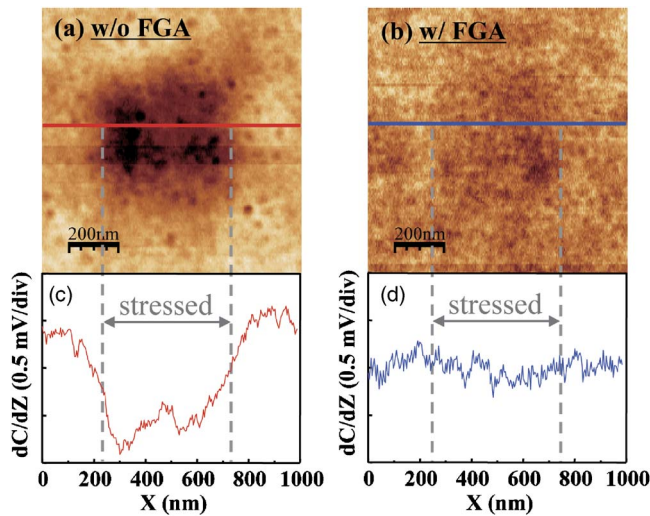 (a) w/o FGA
200nm
(b) w/ FGA
200nm
dC/dZ (0.5 mV/div)
(c)
stressed
0 200 400 600 800 1000
X (nm)
dC/dZ (0.5 mV/div)
(d)
stressed
0 200 400 600 800 1000
X (nm)